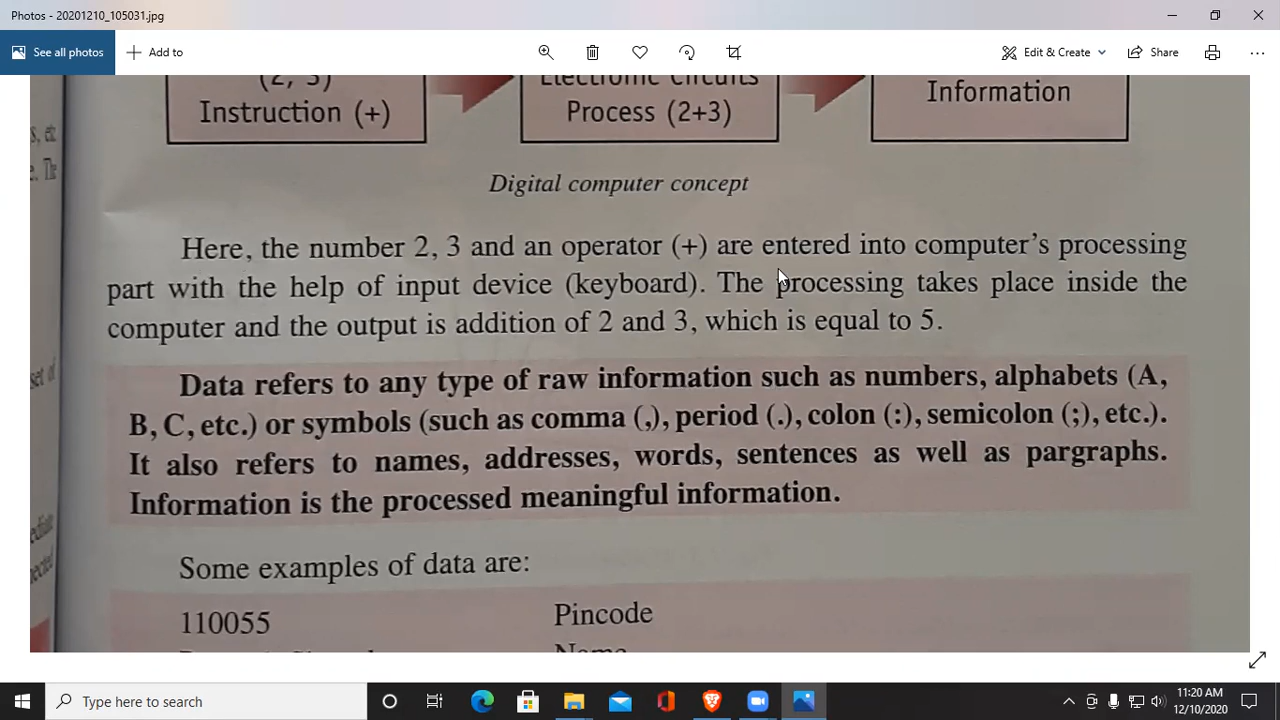 Photos - 20201210_105031.jpg
See all photos
Add to
Edit & Create
Share
(2, 3)
Electronic Circuits
Instruction (+)
Process (2+3)
Information
Digital computer concept
Here, the number 2, 3 and an operator (+) are entered into computer's processing
part with the help of input device (keyboard). The processing takes place inside the
computer and the output is addition of 2 and 3, which is equal to 5.
Data refers to any type of raw information such as numbers, alphabets (A,
B, C, etc.) or symbols (such as comma (,), period (.), colon (:), semicolon (;), etc.).
It also refers to names, addresses, words, sentences as well as pargraphs.
Information is the processed meaningful information.
Some examples of data are:
110055 Pincode
Name
Type here to search
11:20 AM
12/10/2020